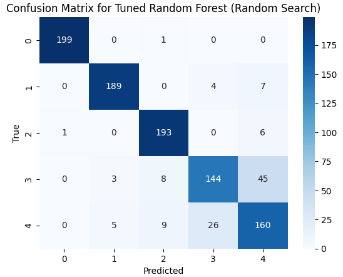 Confusion Matrix for Tuned Random Forest (Random Search)
0 199 0 1 0 0
1 0 189 0 4 7
2 1 0 193 0 6
3 0 3 8 144 45
4 0 5 9 26 160
0 1 2 3 4
Predicted
True
175
150
125
100
75
50
25
0